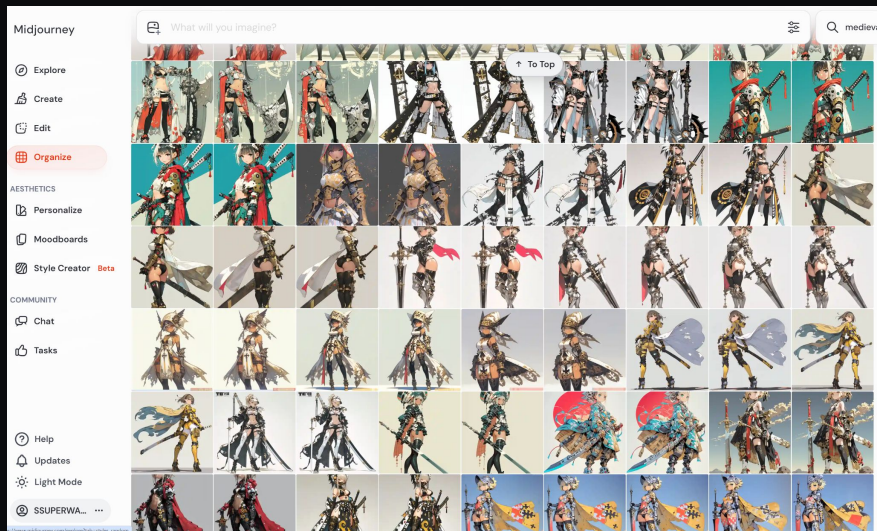 Midjourney
What will you imagine?
medieva
To Top
Explore
Create
Edit
Organize
AESTHETICS
Personalize
Moodboards
Style Creator Beta
COMMUNITY
Chat
Tasks
Help
Updates
Light Mode
SSUPERWA... ···